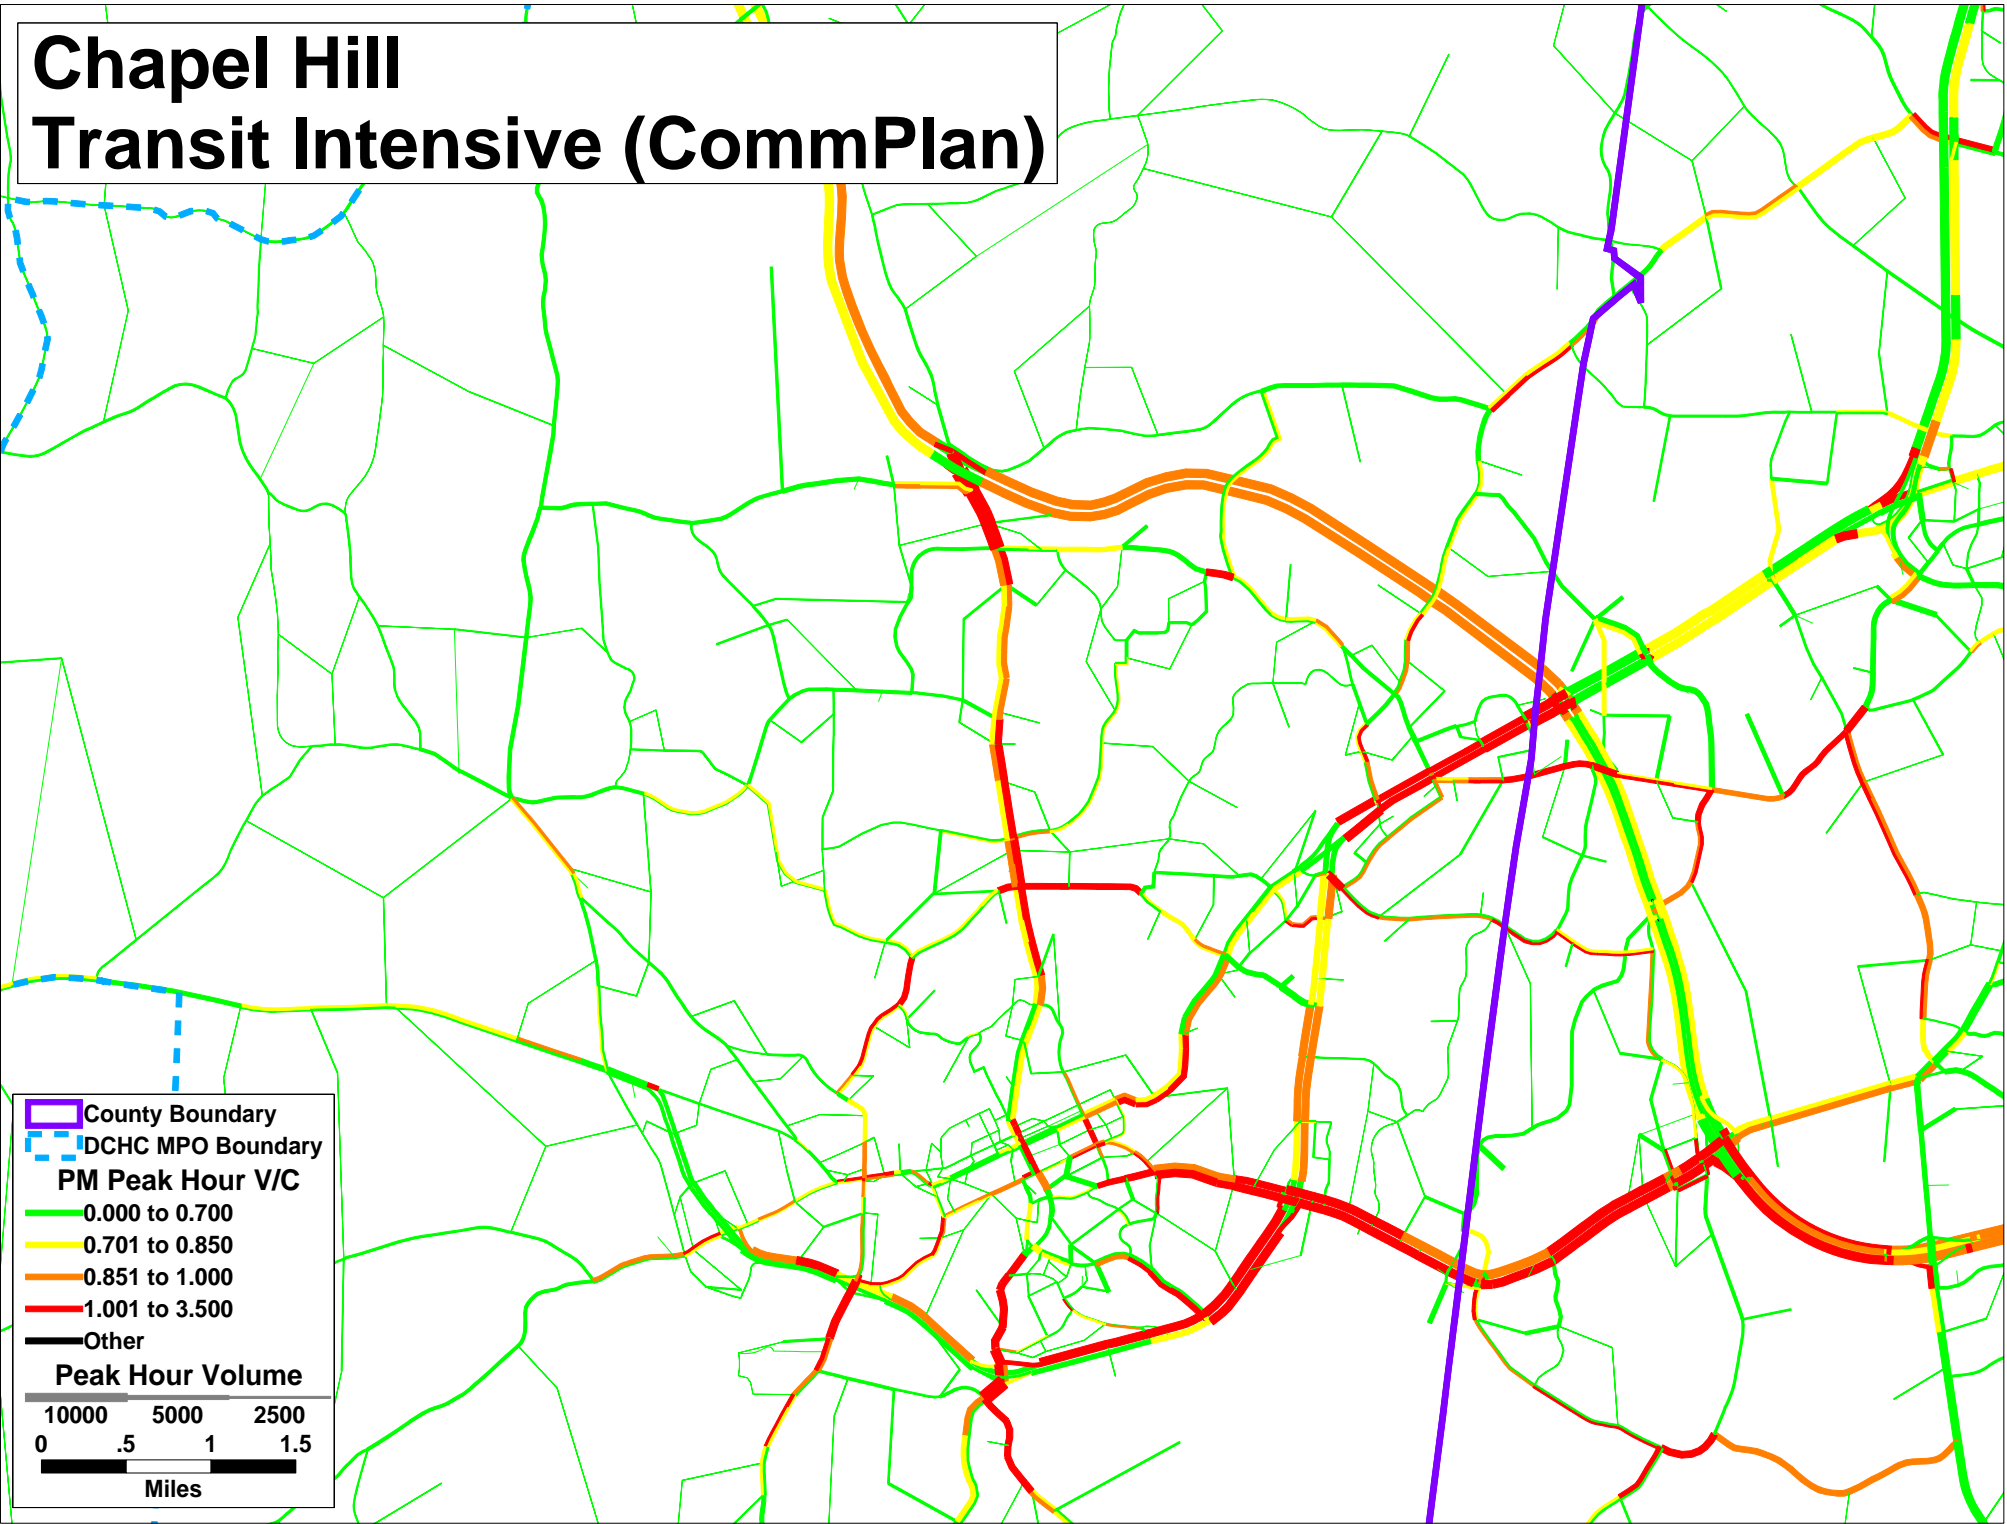 Chapel Hill
Transit Intensive (CommPlan)
County Boundary
DCHC MPO Boundary
PM Peak Hour V/C
0.000 to 0.700
0.701 to 0.850
0.851 to 1.000
1.001 to 3.500
Other
Peak Hour Volume
10000 5000 2500
0 .5 1 1.5
Miles